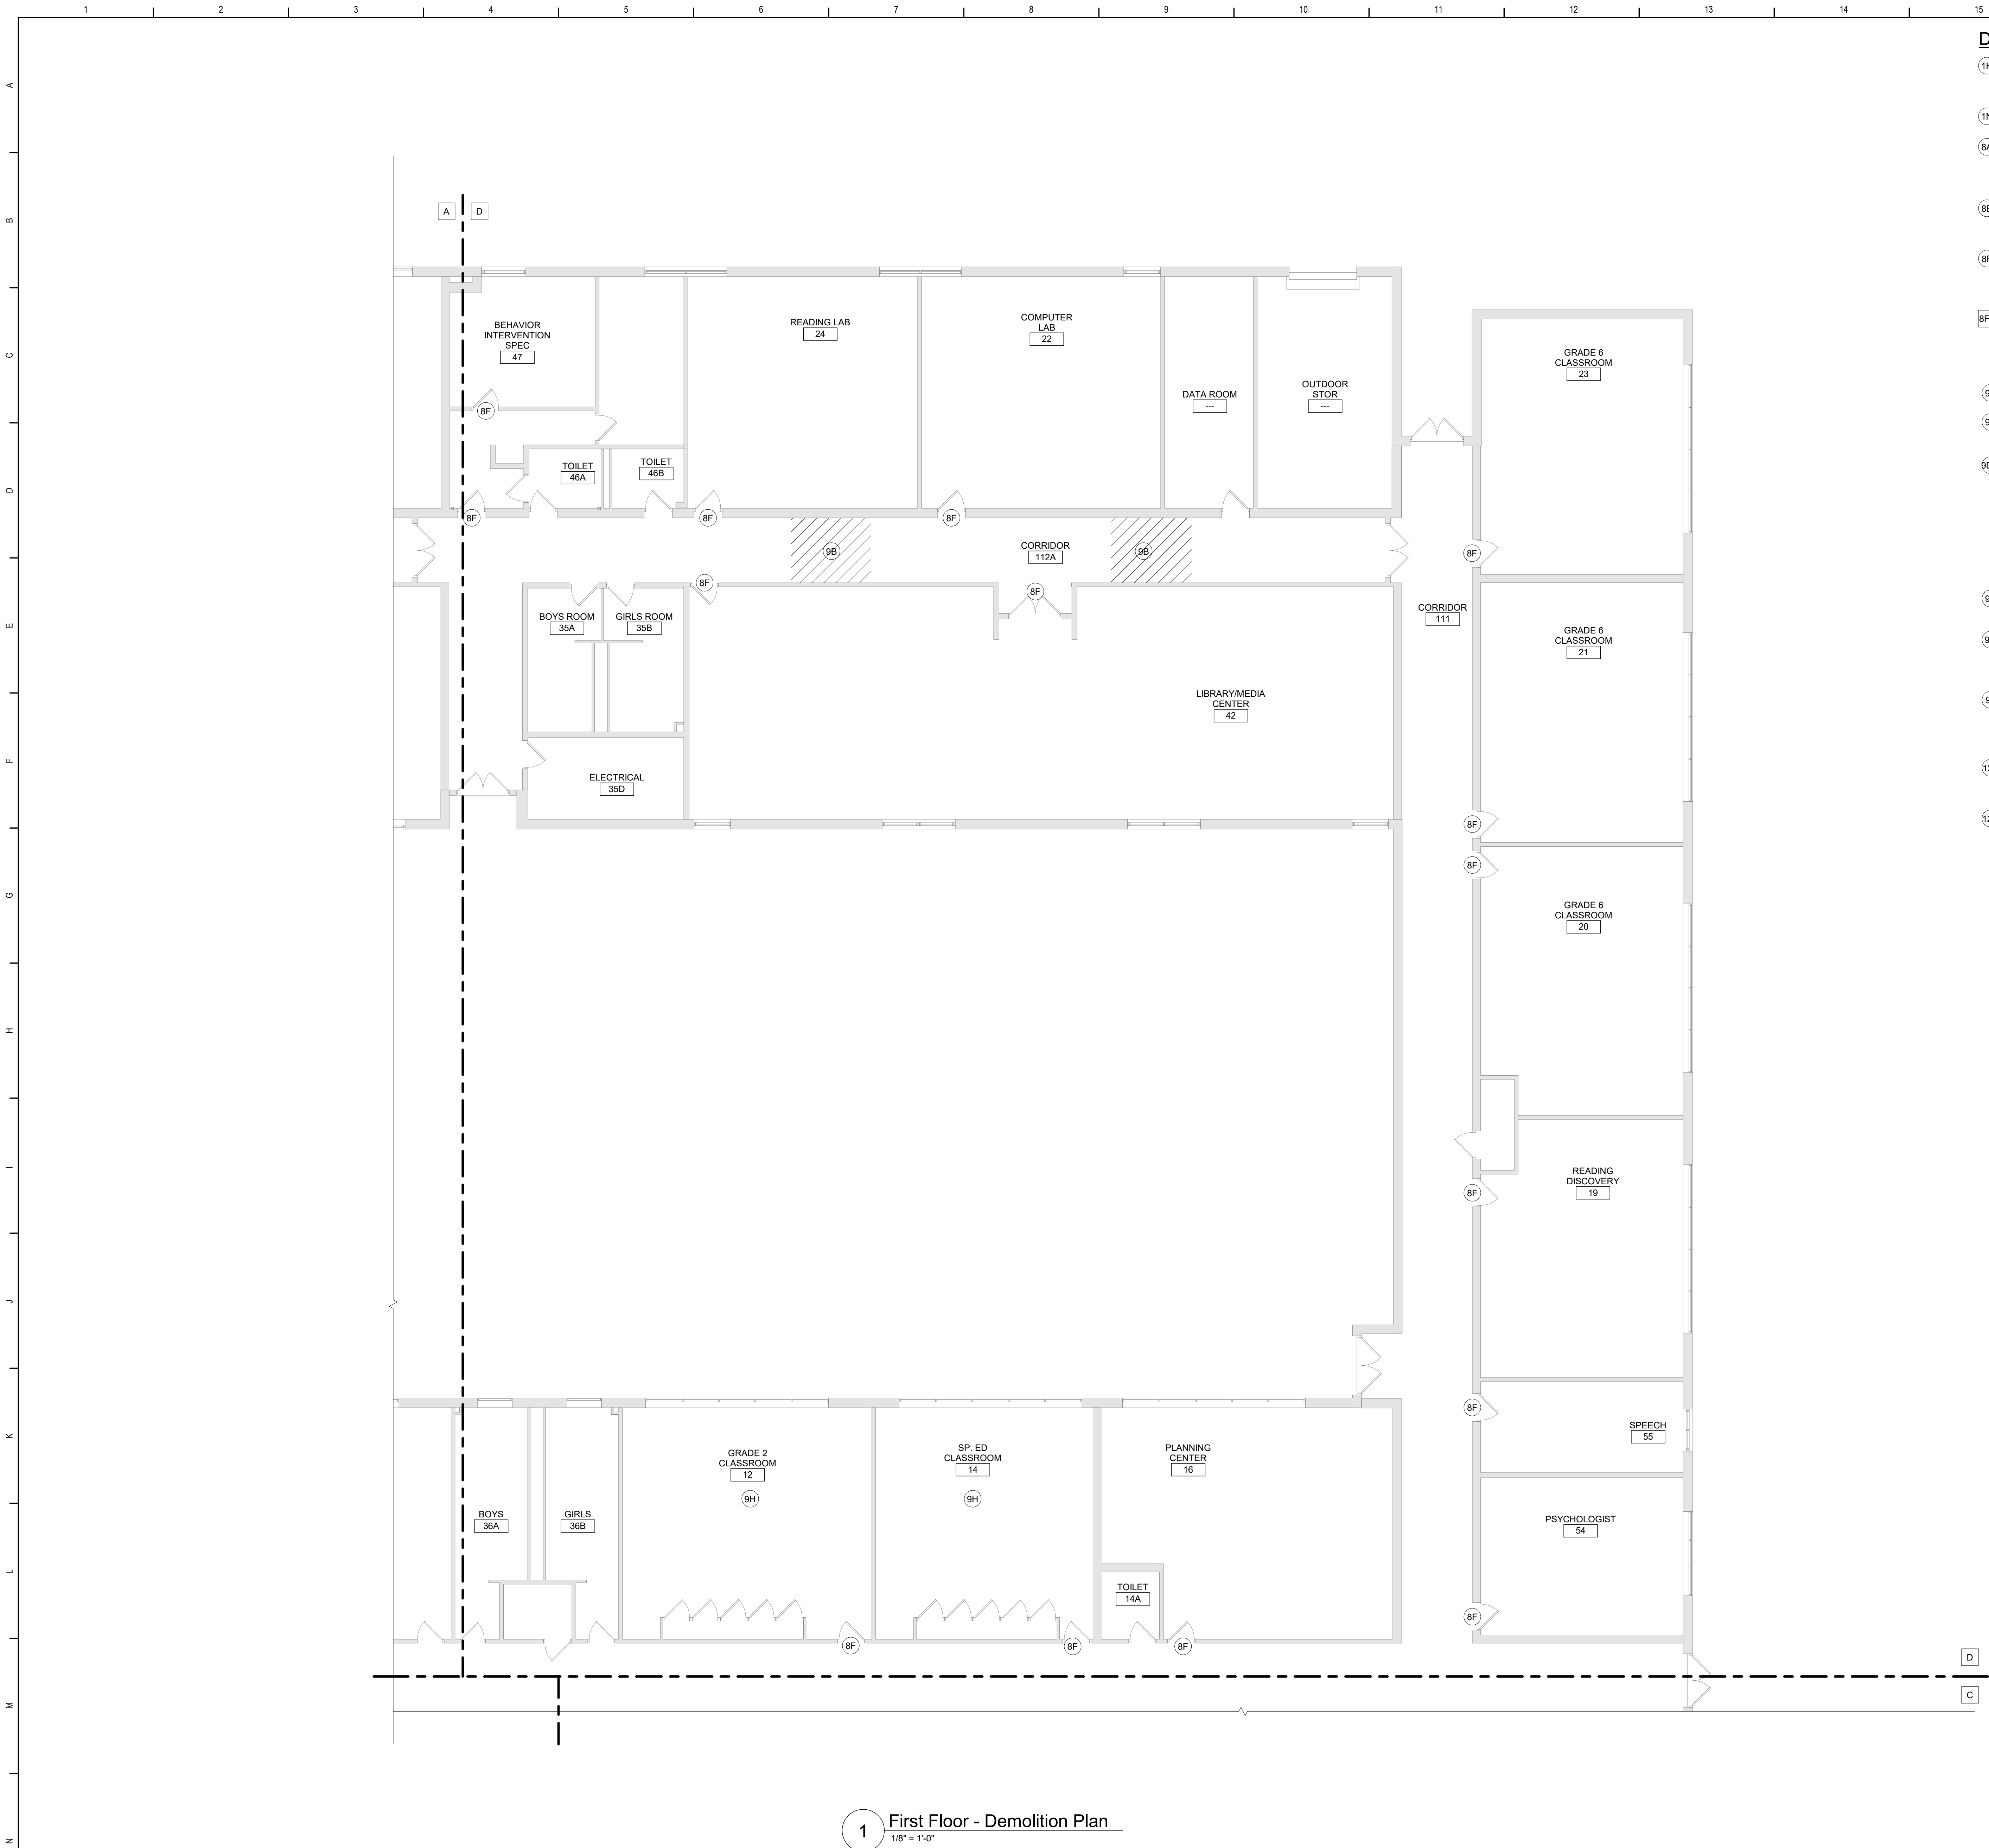 1 2 3 4 5 6 7 8 9 10 11 12 13 14 15
A
B
C
D
E
F
G
H
I
J
K
L
M
N
A D
BEHAVIOR
INTERVENTION
SPEC
47
8F
READING LAB
24
COMPUTER
LAB
22
DATA ROOM
---
OUTDOOR
STOR
---
GRADE 6
CLASSROOM
23
TOILET
46A
TOILET
46B
8F
8F
8F
9B
CORRIDOR
112A
9B
8F
8F
8F
BOYS ROOM
35A
GIRLS ROOM
35B
CORRIDOR
111
GRADE 6
CLASSROOM
21
LIBRARY/MEDIA
CENTER
42
ELECTRICAL
35D
8F
8F
GRADE 6
CLASSROOM
20
READING
DISCOVERY
19
8F
8F
SPEECH
55
GRADE 2
CLASSROOM
12
9H
SP. ED
CLASSROOM
14
9H
PLANNING
CENTER
16
BOYS
36A
GIRLS
36B
PSYCHOLOGIST
54
TOILET
14A
8F
8F
8F
8F
D
C
1
First Floor - Demolition Plan
1/8" = 1'-0"